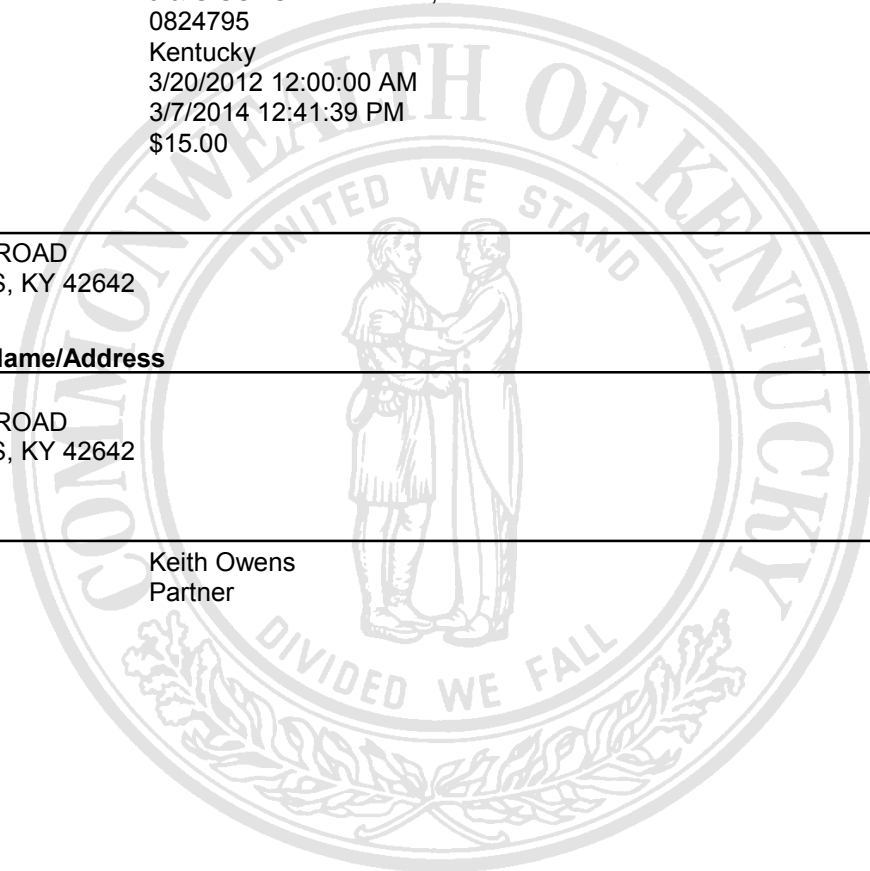 0824795
Kentucky
3/20/2012 12:00:00 AM
3/7/2014 12:41:39 PM
$15.00
ROAD
, KY 42642
Name/Address
ROAD
, KY 42642
Keith Owens
Partner
COMMONWEALTH OF KENTUCKY
UNITED WE STAND
DIVIDED WE FALL